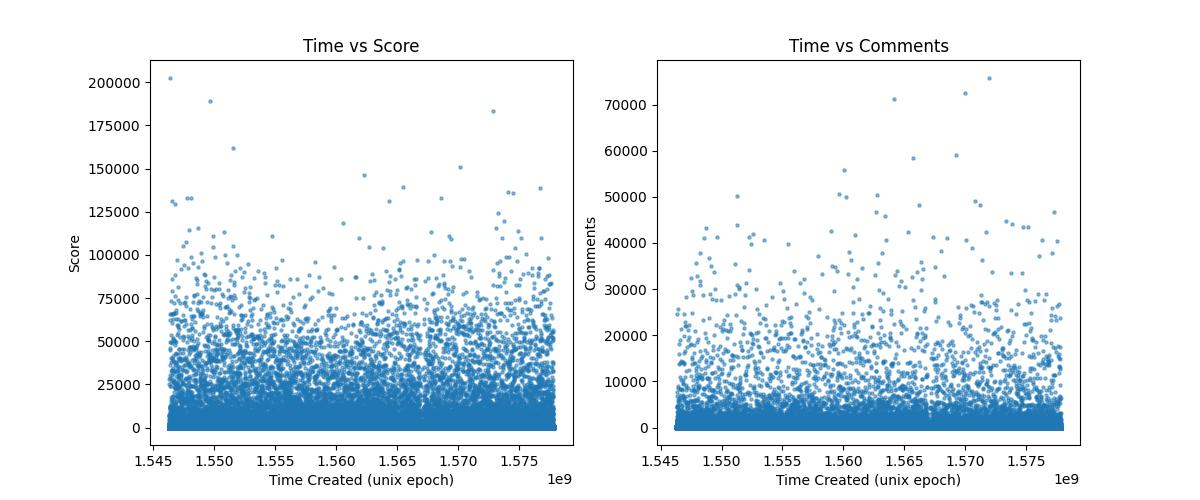 Time vs Score
Score
200000
175000
150000
125000
100000
75000
50000
25000
0
1.545 1.550 1.555 1.560 1.565 1.570 1.575
Time Created (unix epoch) 1e9
Time vs Comments
Comments
70000
60000
50000
40000
30000
20000
10000
0
1.545 1.550 1.555 1.560 1.565 1.570 1.575
Time Created (unix epoch) 1e9